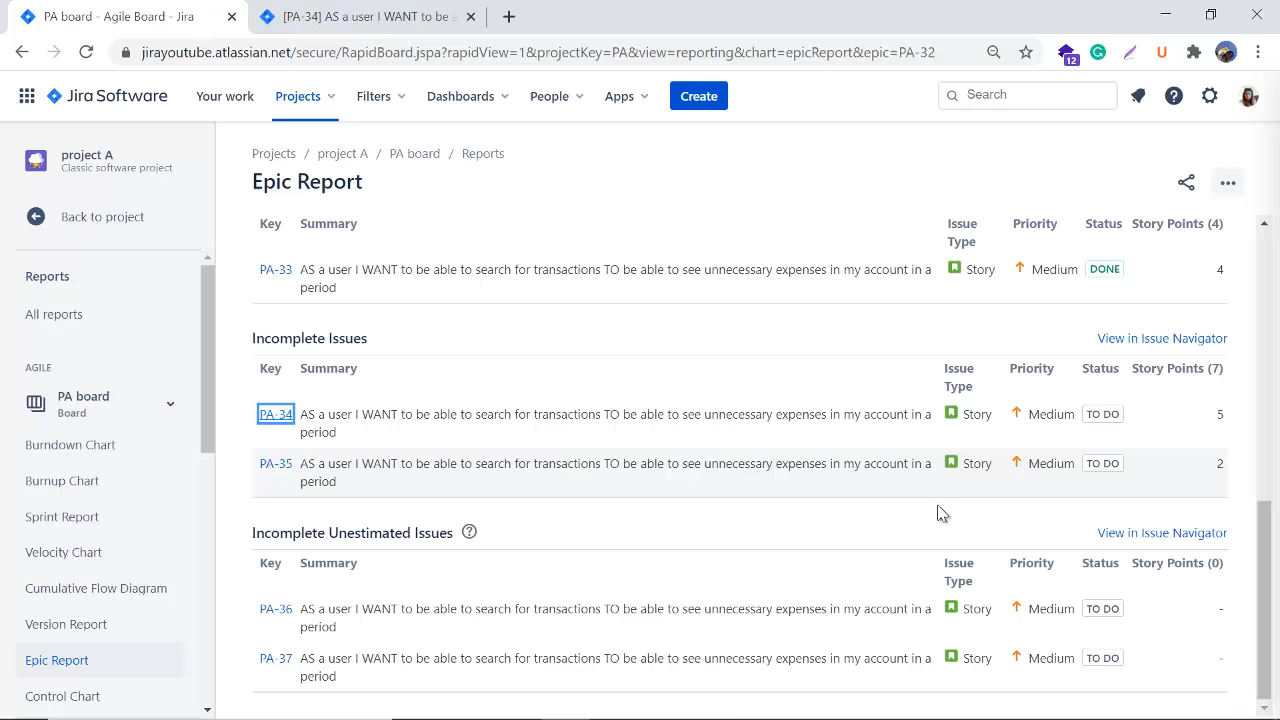 PA board - Agile Board - Jira
[PA-34] AS a user I WANT to be a
jirayoutube.atlassian.net/secure/RapidBoard.jspa?rapidView=1&projectKey=PA&view=reporting&chart=epicReport&epic=PA-32
12
Jira Software
Your work
Projects
Filters
Dashboards
People
Apps
Create
Search
project A
Classic software project
Back to project
Reports
All reports
AGILE
PA board
Board
Burndown Chart
Burnup Chart
Sprint Report
Velocity Chart
Cumulative Flow Diagram
Version Report
Epic Report
Control Chart
Projects / project A / PA board / Reports
Epic Report
Key Summary Issue Type Priority Status Story Points (4)
PA-33 AS a user I WANT to be able to search for transactions TO be able to see unnecessary expenses in my account in a Story Medium DONE 4
period
Incomplete Issues View in Issue Navigator
Key Summary Issue Type Priority Status Story Points (7)
PA-34 AS a user I WANT to be able to search for transactions TO be able to see unnecessary expenses in my account in a Story Medium TO DO 5
period
PA-35 AS a user I WANT to be able to search for transactions TO be able to see unnecessary expenses in my account in a Story Medium TO DO 2
period
Incomplete Unestimated Issues View in Issue Navigator
Key Summary Issue Type Priority Status Story Points (0)
PA-36 AS a user I WANT to be able to search for transactions TO be able to see unnecessary expenses in my account in a Story Medium TO DO -
period
PA-37 AS a user I WANT to be able to search for transactions TO be able to see unnecessary expenses in my account in a Story Medium TO DO -
period